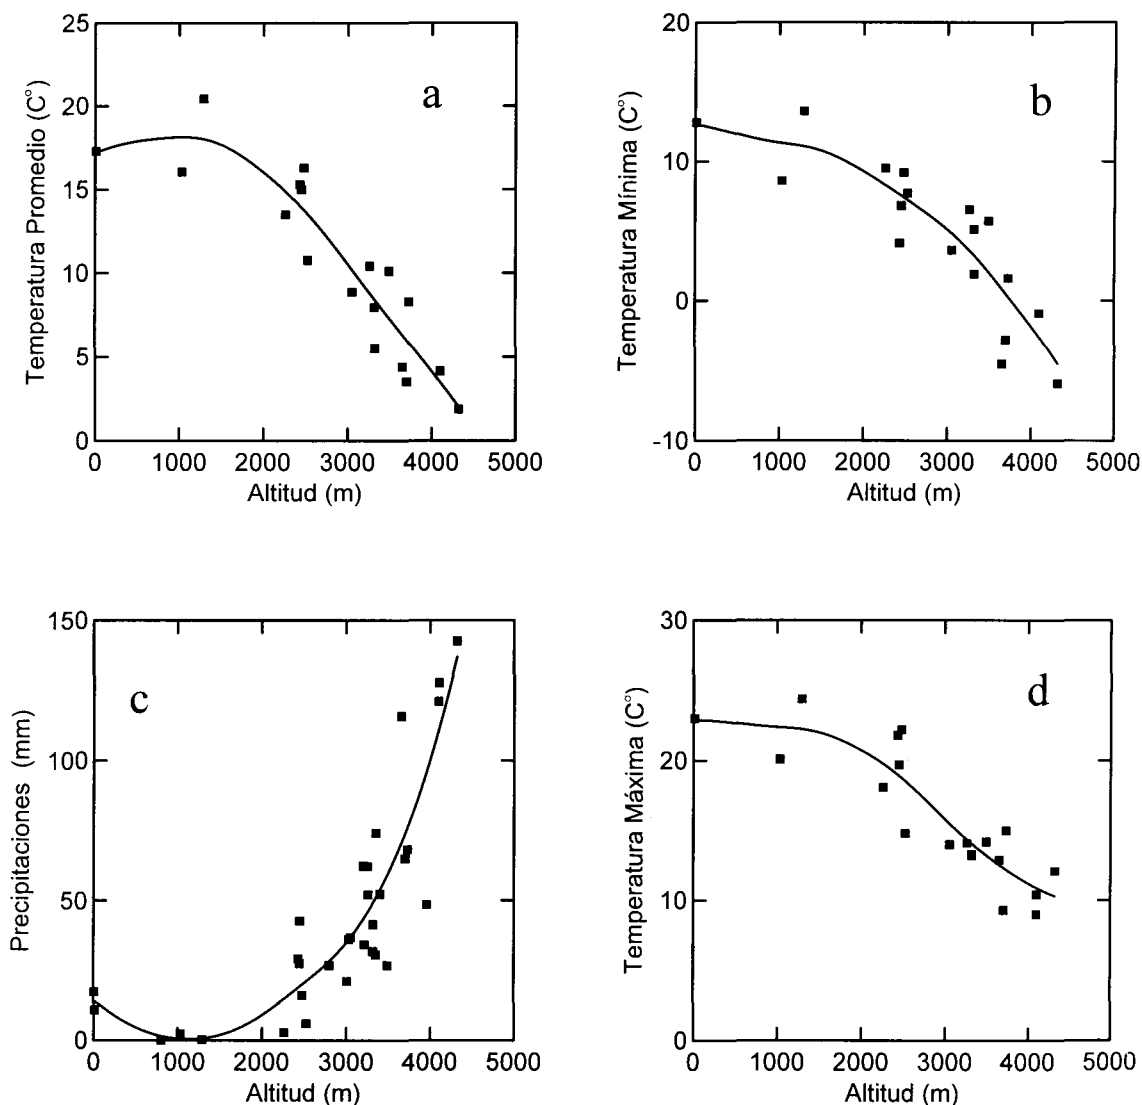 25
20
15
10
5
0
0 1000 2000 3000 4000 5000
Temperatura Promedio (C°)
Altitud (m)
a
20
10
0
-10
0 1000 2000 3000 4000 5000
Temperatura Mínima (C°)
Altitud (m)
b
150
100
50
0
0 1000 2000 3000 4000 5000
Precipitaciones (mm)
Altitud (m)
c
30
20
10
0
0 1000 2000 3000 4000 5000
Temperatura Máxima (C°)
Altitud (m)
d